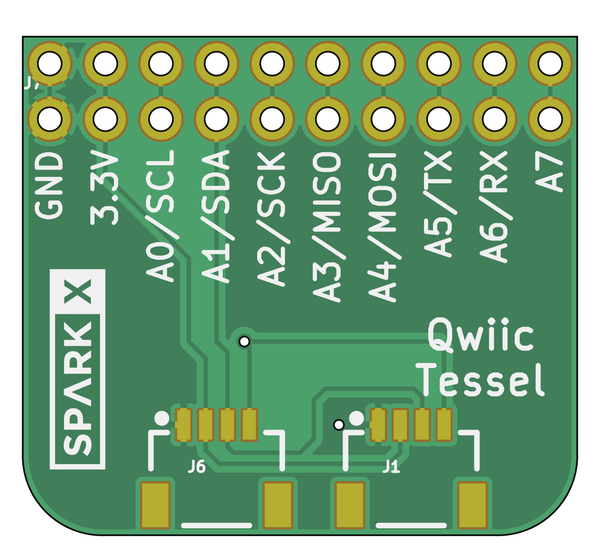 J7
GND
3.3V
A0/SCL
A1/SDA
A2/SCK
A3/MISO
A4/MOSI
A5/TX
A6/RX
A7
SPARK X
Qwiic
Tessel
J6
J1